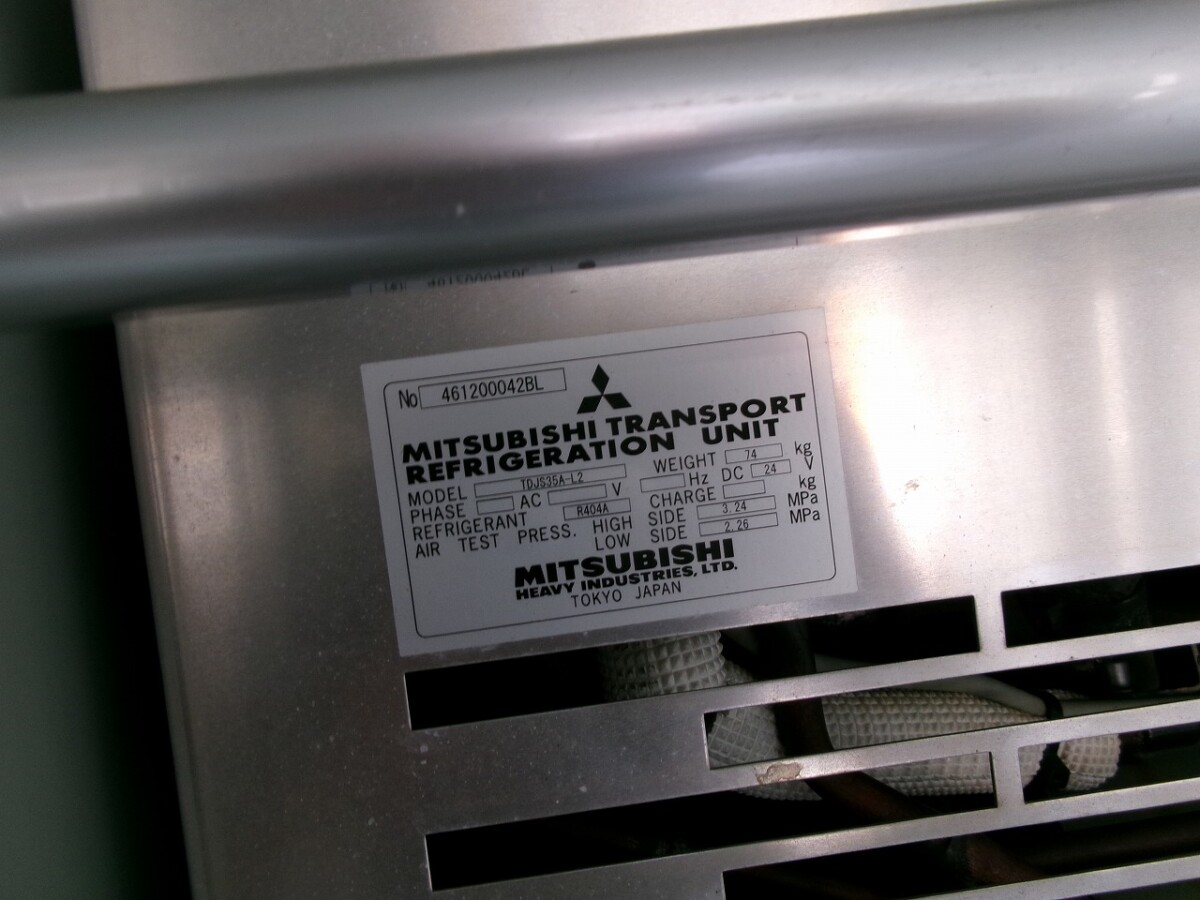 No 461200042BL
MITSUBISHI TRANSPORT
REFRIGERATION UNIT
MODEL TDJS35A-L2 WEIGHT 74 kg
PHASE AC V Hz DC 24 V
REFRIGERANT R404A CHARGE kg
AIR TEST PRESS. HIGH SIDE 3.24 MPa
LOW SIDE 2.26 MPa
MITSUBISHI
HEAVY INDUSTRIES, LTD.
TOKYO JAPAN